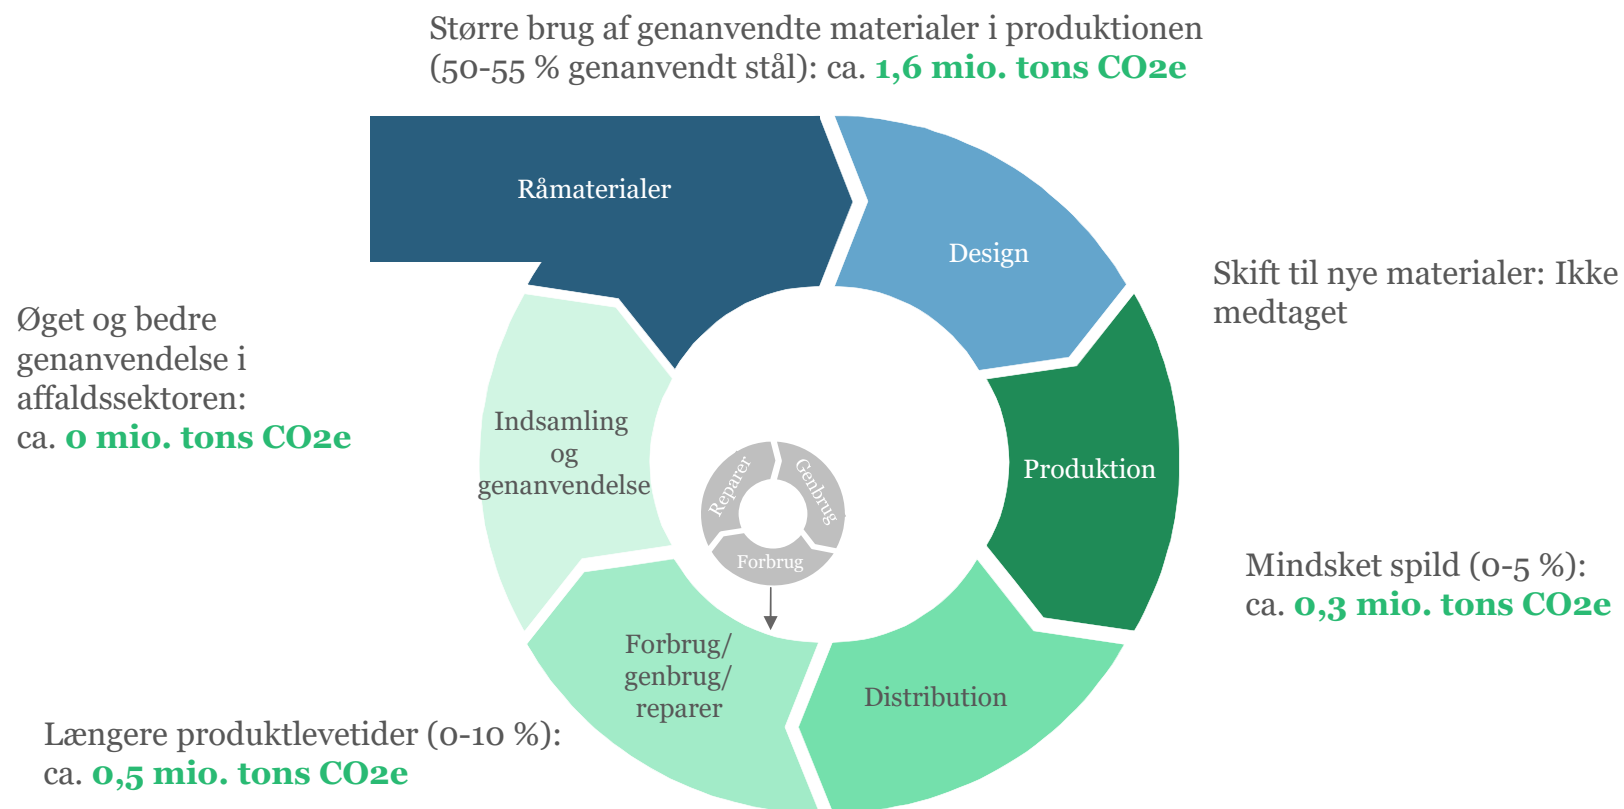 Større brug af genanvendte materialer i produktionen
(50-55 % genanvendt stål): ca. 1,6 mio. tons CO2e
Råmaterialer
Design
Skift til nye materialer: Ikke
medtaget
Øget og bedre
genanvendelse i
affaldssektoren:
ca. 0 mio. tons CO2e
Indsamling
og
genanvendelse
Reparer
Genbrug
Forbrug
Produktion
Mindsket spild (0-5 %):
ca. 0,3 mio. tons CO2e
Forbrug/
genbrug/
reparer
Distribution
Længere produktlevetider (0-10 %):
ca. 0,5 mio. tons CO2e